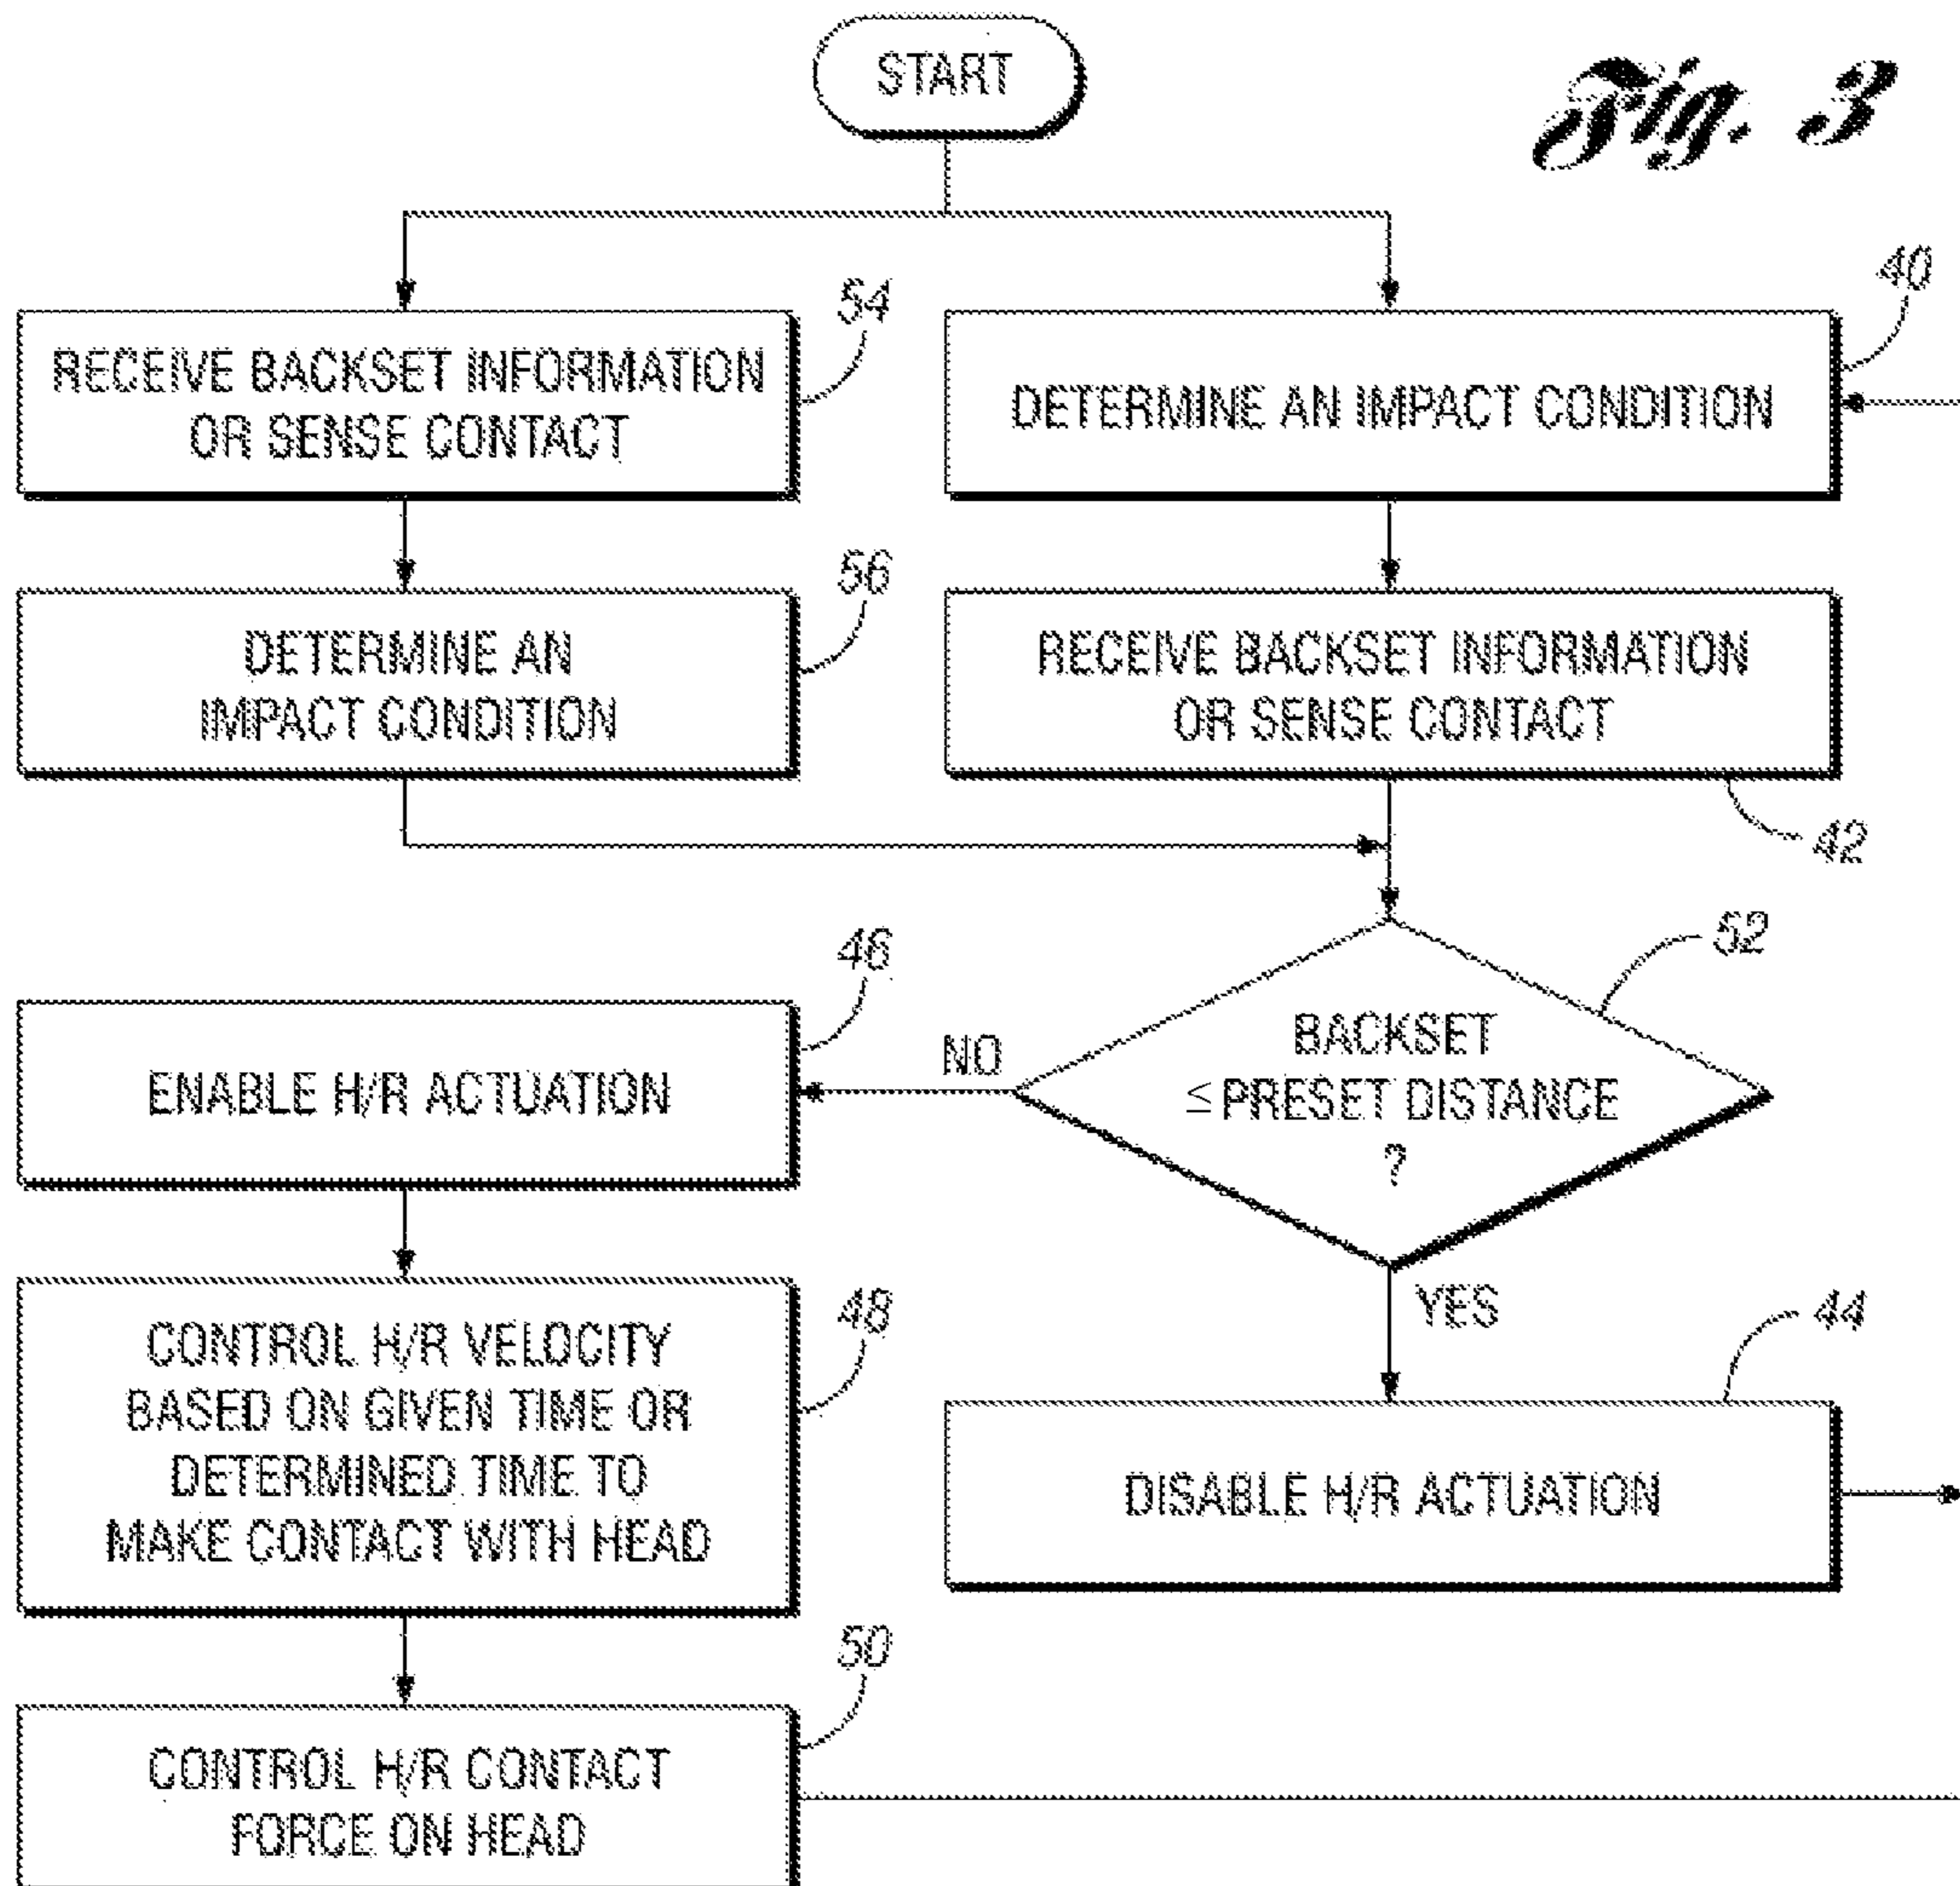 START
Fig. 3
54
40
RECEIVE BACKSET INFORMATION
OR SENSE CONTACT
DETERMINE AN IMPACT CONDITION
56
DETERMINE AN
IMPACT CONDITION
RECEIVE BACKSET INFORMATION
OR SENSE CONTACT
42
52
46
ENABLE H/R ACTUATION
NO
BACKSET
≤ PRESET DISTANCE
?
YES
48
CONTROL H/R VELOCITY
BASED ON GIVEN TIME OR
DETERMINED TIME TO
MAKE CONTACT WITH HEAD
44
DISABLE H/R ACTUATION
50
CONTROL H/R CONTACT
FORCE ON HEAD